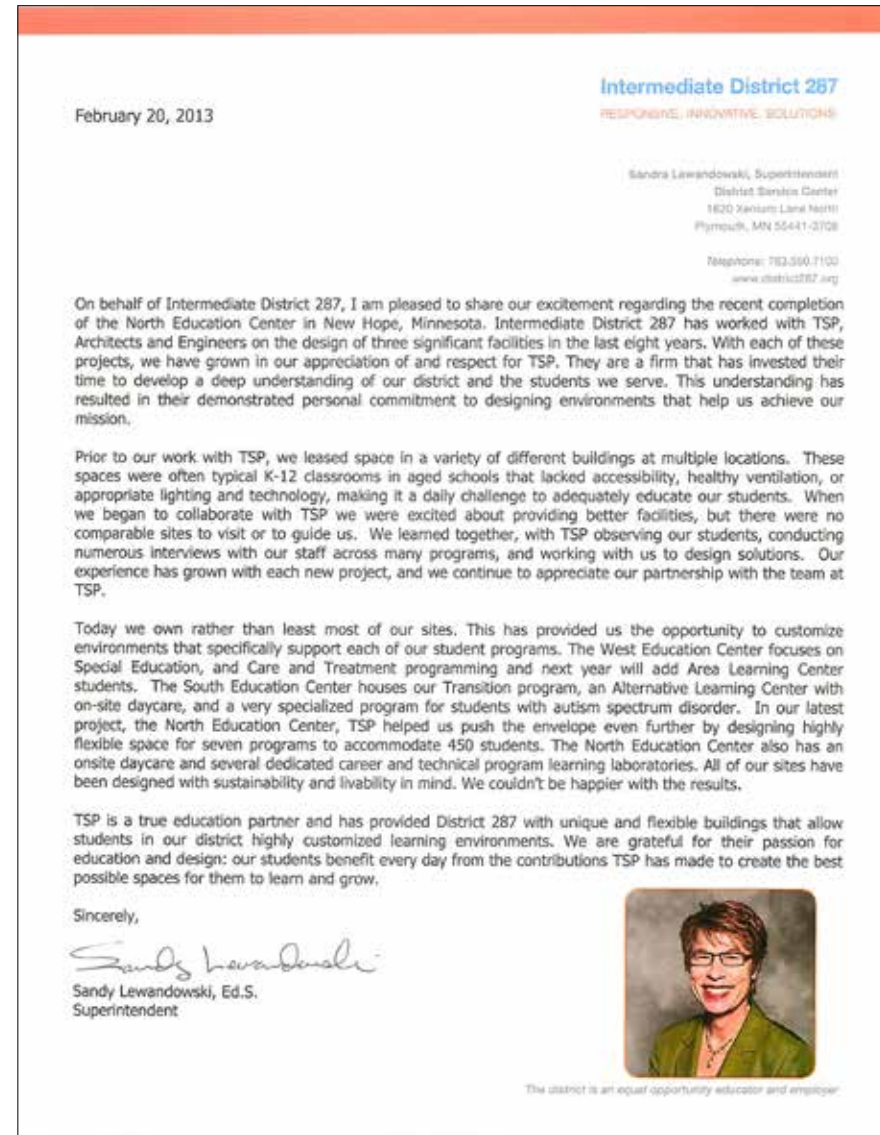 Intermediate District 287
RESPONSIVE. INNOVATIVE. SOLUTIONS
February 20, 2013
Sandra Lewandowski, Superintendent
District Service Center
1820 Xenium Lane North
Plymouth, MN 55441-3708
Telephone: 763.550.7100
www.district287.org
On behalf of Intermediate District 287, I am pleased to share our excitement regarding the recent completion
of the North Education Center in New Hope, Minnesota. Intermediate District 287 has worked with TSP,
Architects and Engineers on the design of three significant facilities in the last eight years. With each of these
projects, we have grown in our appreciation of and respect for TSP. They are a firm that has invested their
time to develop a deep understanding of our district and the students we serve. This understanding has
resulted in their demonstrated personal commitment to designing environments that help us achieve our
mission.
Prior to our work with TSP, we leased space in a variety of different buildings at multiple locations. These
spaces were often typical K-12 classrooms in aged schools that lacked accessibility, healthy ventilation, or
appropriate lighting and technology, making it a daily challenge to adequately educate our students. When
we began to collaborate with TSP we were excited about providing better facilities, but there were no
comparable sites to visit or to guide us. We learned together, with TSP observing our students, conducting
numerous interviews with our staff across many programs, and working with us to design solutions. Our
experience has grown with each new project, and we continue to appreciate our partnership with the team at
TSP.
Today we own rather than least most of our sites. This has provided us the opportunity to customize
environments that specifically support each of our student programs. The West Education Center focuses on
Special Education, and Care and Treatment programming and next year will add Area Learning Center
students. The South Education Center houses our Transition program, an Alternative Learning Center with
on-site daycare, and a very specialized program for students with autism spectrum disorder. In our latest
project, the North Education Center, TSP helped us push the envelope even further by designing highly
flexible space for seven programs to accommodate 450 students. The North Education Center also has an
onsite daycare and several dedicated career and technical program learning laboratories. All of our sites have
been designed with sustainability and livability in mind. We couldn't be happier with the results.
TSP is a true education partner and has provided District 287 with unique and flexible buildings that allow
students in our district highly customized learning environments. We are grateful for their passion for
education and design: our students benefit every day from the contributions TSP has made to create the best
possible spaces for them to learn and grow.
Sincerely,
Sandy Lewandowski
Sandy Lewandowski, Ed.S.
Superintendent
The district is an equal opportunity educator and employer